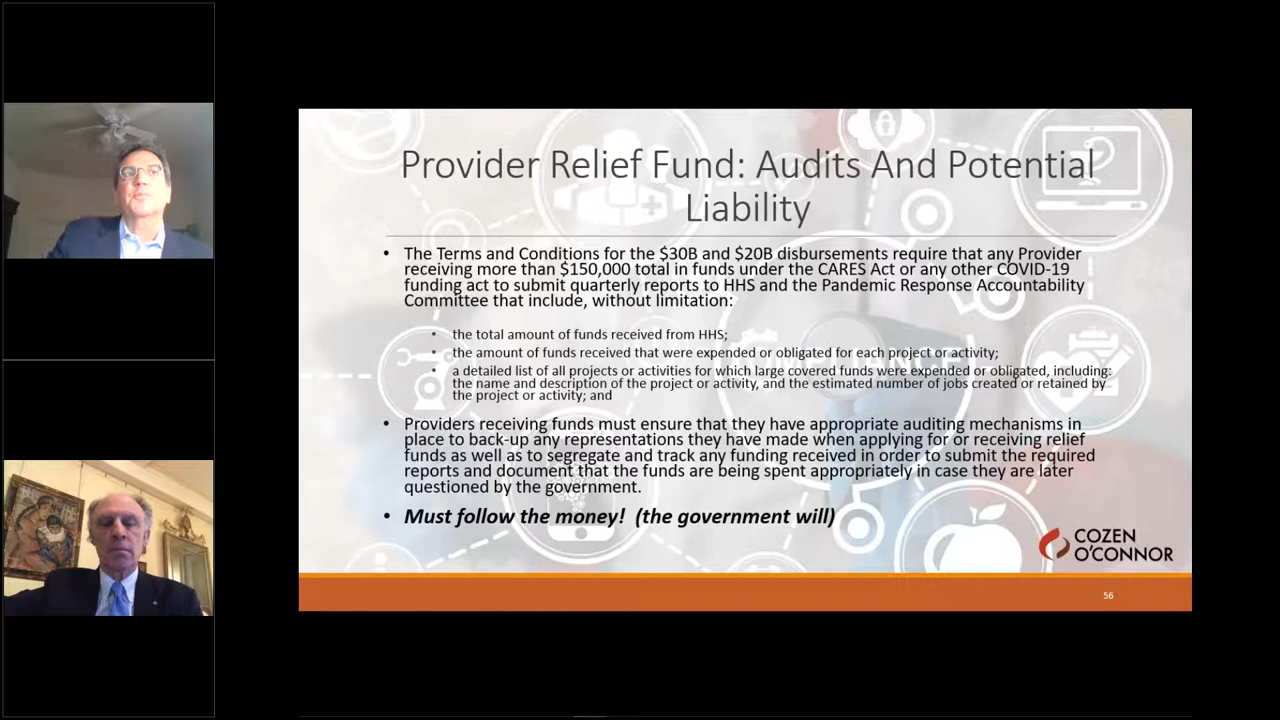 Provider Relief Fund: Audits And Potential
Liability
• The Terms and Conditions for the $30B and $20B disbursements require that any Provider
receiving more than $150,000 total in funds under the CARES Act or any other COVID-19
funding act to submit quarterly reports to HHS and the Pandemic Response Accountability
Committee that include, without limitation:
• the total amount of funds received from HHS;
• the amount of funds received that were expended or obligated for each project or activity;
• a detailed list of all projects or activities for which large covered funds were expended or obligated, including:
the name and description of the project or activity, and the estimated number of jobs created or retained by
the project or activity; and
• Providers receiving funds must ensure that they have appropriate auditing mechanisms in
place to back-up any representations they have made when applying for or receiving relief
funds as well as to segregate and track any funding received in order to submit the required
reports and document that the funds are being spent appropriately in case they are later
questioned by the government.
• Must follow the money! (the government will)
COZEN
O'CONNOR
56